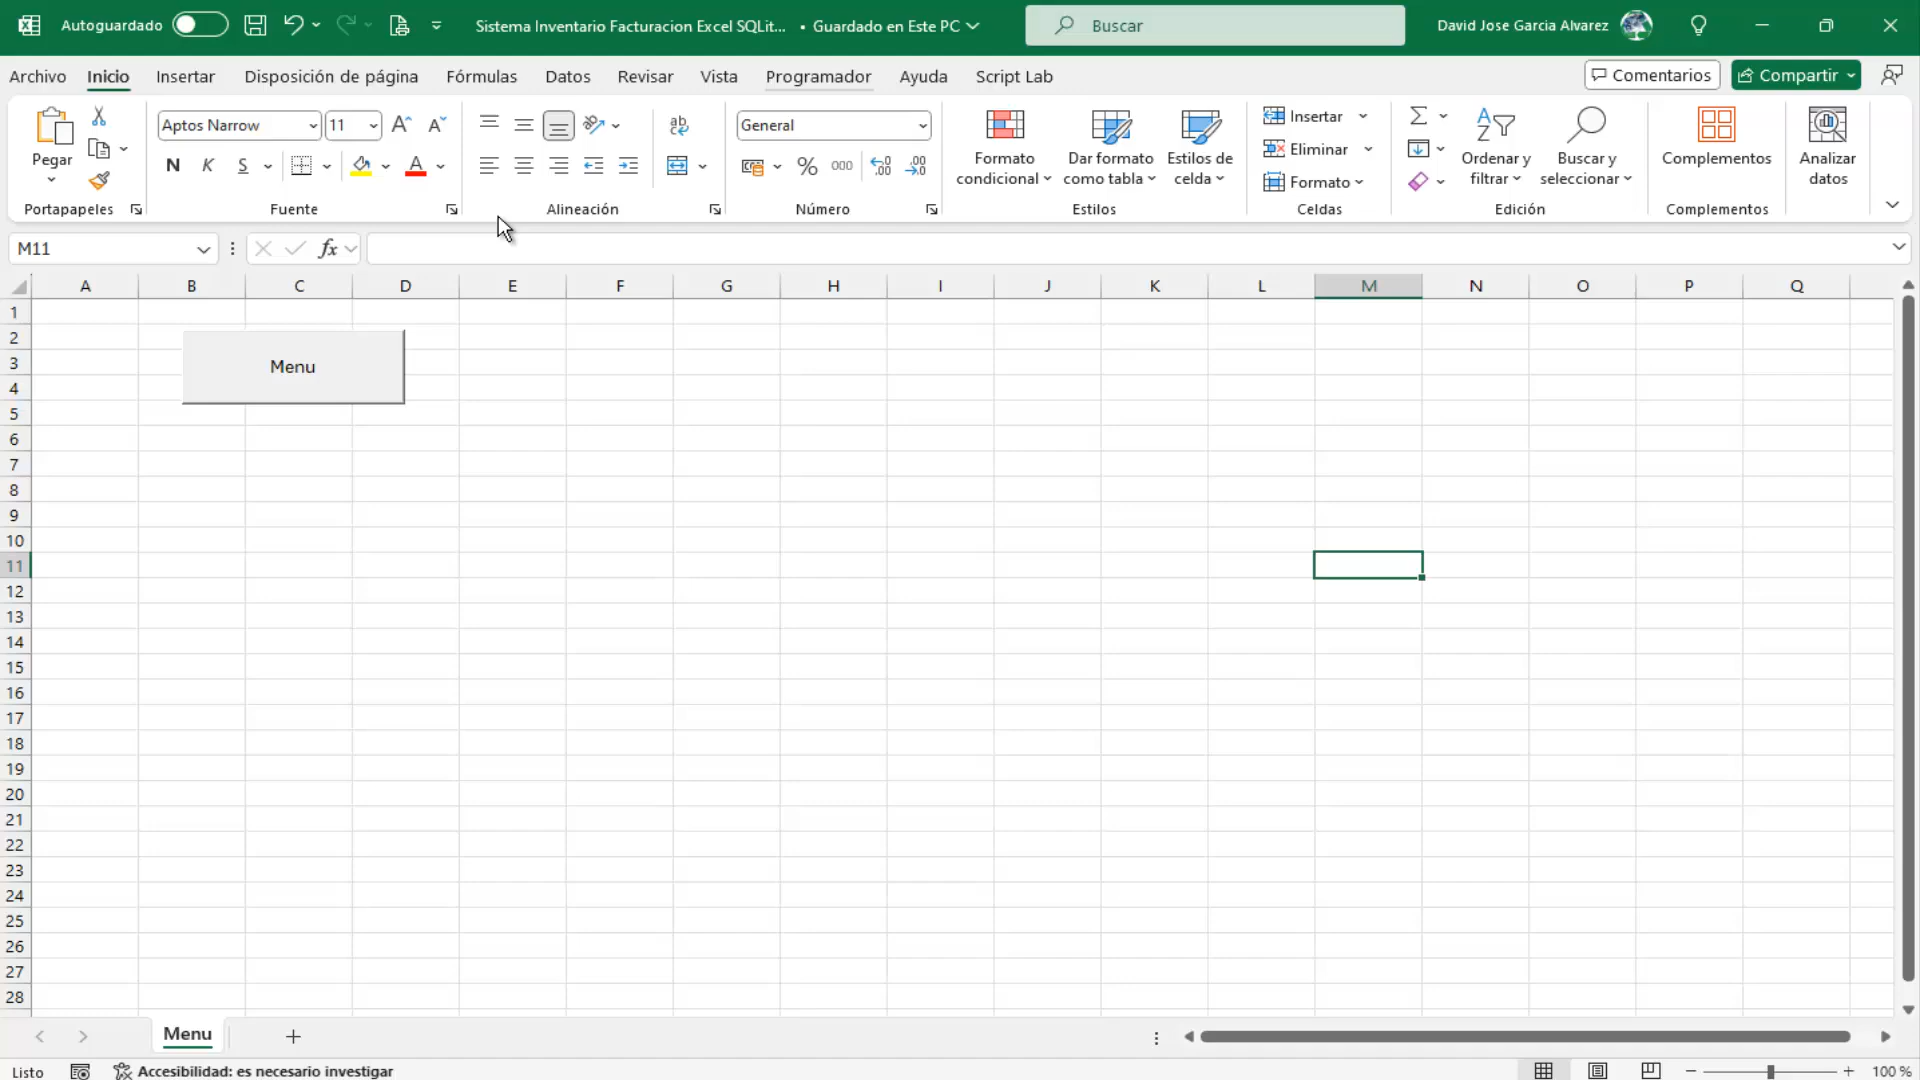 Autoguardado
Sistema Inventario Facturacion Excel SQLit... • Guardado en Este PC
Buscar
David Jose Garcia Alvarez
Archivo Inicio Insertar Disposición de página Fórmulas Datos Revisar Vista Programador Ayuda Script Lab
Comentarios
Compartir
Pegar
Aptos Narrow 11
N K S
ab
General
% 000
Formato condicional
Dar formato como tabla
Estilos de celda
Insertar
Eliminar
Formato
Ordenar y filtrar
Buscar y seleccionar
Complementos
Analizar datos
Portapapeles Fuente Alineación Número Estilos Celdas Edición Complementos
M11
fx
A B C D E F G H I J K L M N O P Q
1
2
3
4
5
6
7
8
9
10
11
12
13
14
15
16
17
18
19
20
21
22
23
24
25
26
27
28
Menu
Menu
Listo
Accesibilidad: es necesario investigar
100 %